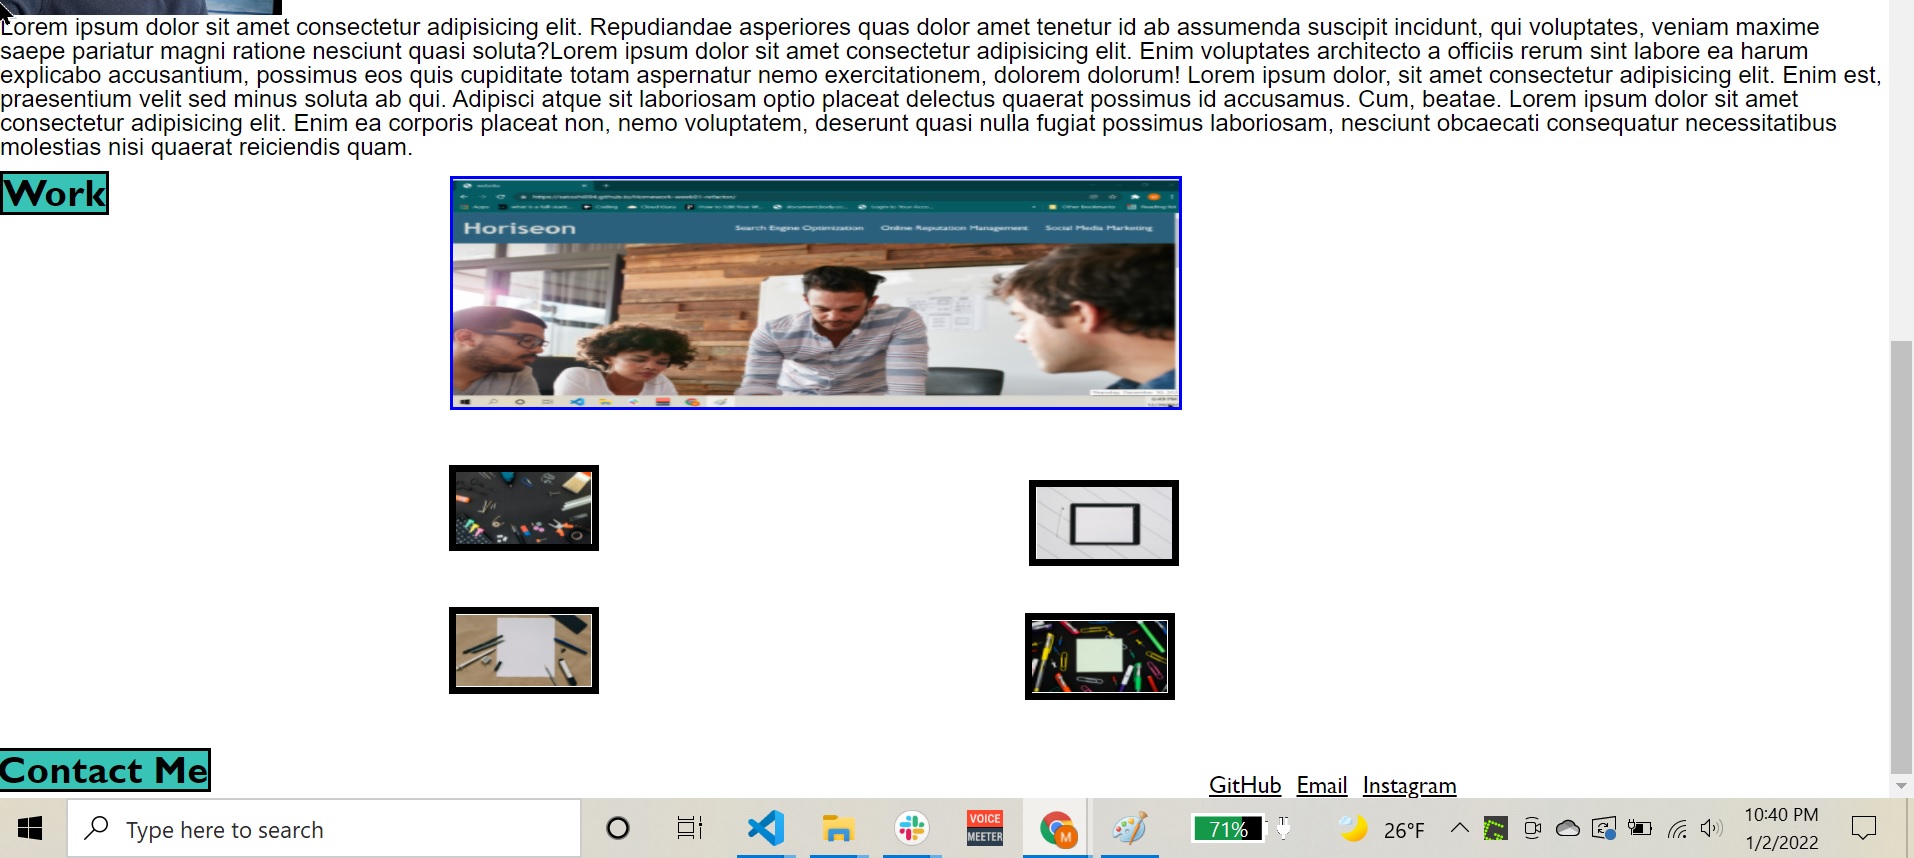 Lorem ipsum dolor sit amet consectetur adipisicing elit. Repudiandae asperiores quas dolor amet tenetur id ab assumenda suscipit incidunt, qui voluptates, veniam maxime
saepe pariatur magni ratione nesciunt quasi soluta?Lorem ipsum dolor sit amet consectetur adipisicing elit. Enim voluptates architecto a officiis rerum sint labore ea harum
explicabo accusantium, possimus eos quis cupiditate totam aspernatur nemo exercitationem, dolorem dolorum! Lorem ipsum dolor, sit amet consectetur adipisicing elit. Enim est,
praesentium velit sed minus soluta ab qui. Adipisci atque sit laboriosam optio placeat delectus quaerat possimus id accusamus. Cum, beatae. Lorem ipsum dolor sit amet
consectetur adipisicing elit. Enim ea corporis placeat non, nemo voluptatem, deserunt quasi nulla fugiat possimus laboriosam, nesciunt obcaecati consequatur necessitatibus
molestias nisi quaerat reiciendis quam.
Work
Horiseon
Search Engine Optimization Online Reputation Management Social Media Marketing
Contact Me
GitHub Email Instagram
Type here to search
VOICE
MEETER
M
71%
26°F
10:40 PM
1/2/2022